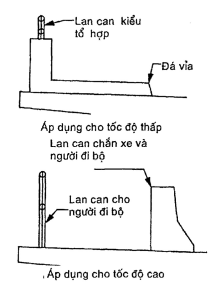 Lan can kiểu
tổ hợp
Đá vỉa
Áp dụng cho tốc độ thấp
Lan can chắn xe và
người đi bộ
Lan can cho
người đi bộ
Áp dụng cho tốc độ cao